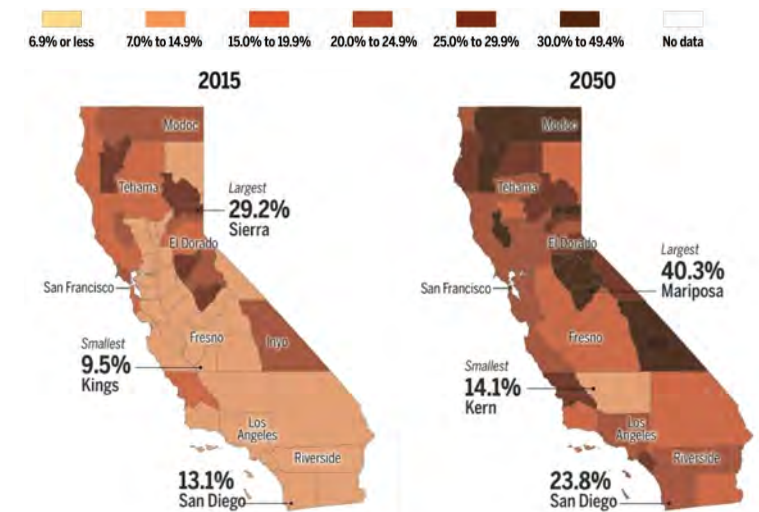 6.9% or less
7.0% to 14.9%
15.0% to 19.9%
20.0% to 24.9%
25.0% to 29.9%
30.0% to 49.4%
No data
2015
Modoc
Tehama
Largest
29.2%
Sierra
El Dorado
San Francisco
Smallest
9.5%
Kings
Fresno
Inyo
Los
Angeles
Riverside
13.1%
San Diego
2050
Modoc
Tehama
El Dorado
Largest
40.3%
Mariposa
San Francisco
Fresno
Smallest
14.1%
Kern
Los
Angeles
Riverside
23.8%
San Diego